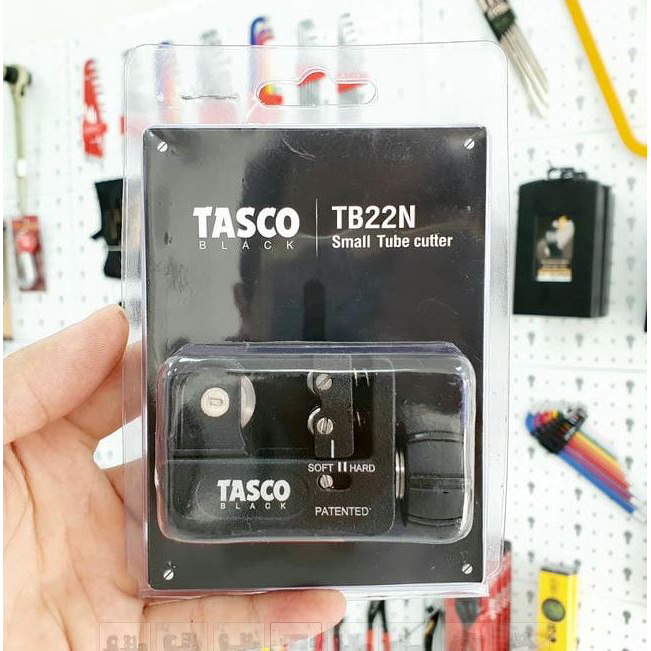 TASCO
BLACK
TB22N
Small Tube cutter
SOFT HARD
TASCO
BLACK
PATENTED